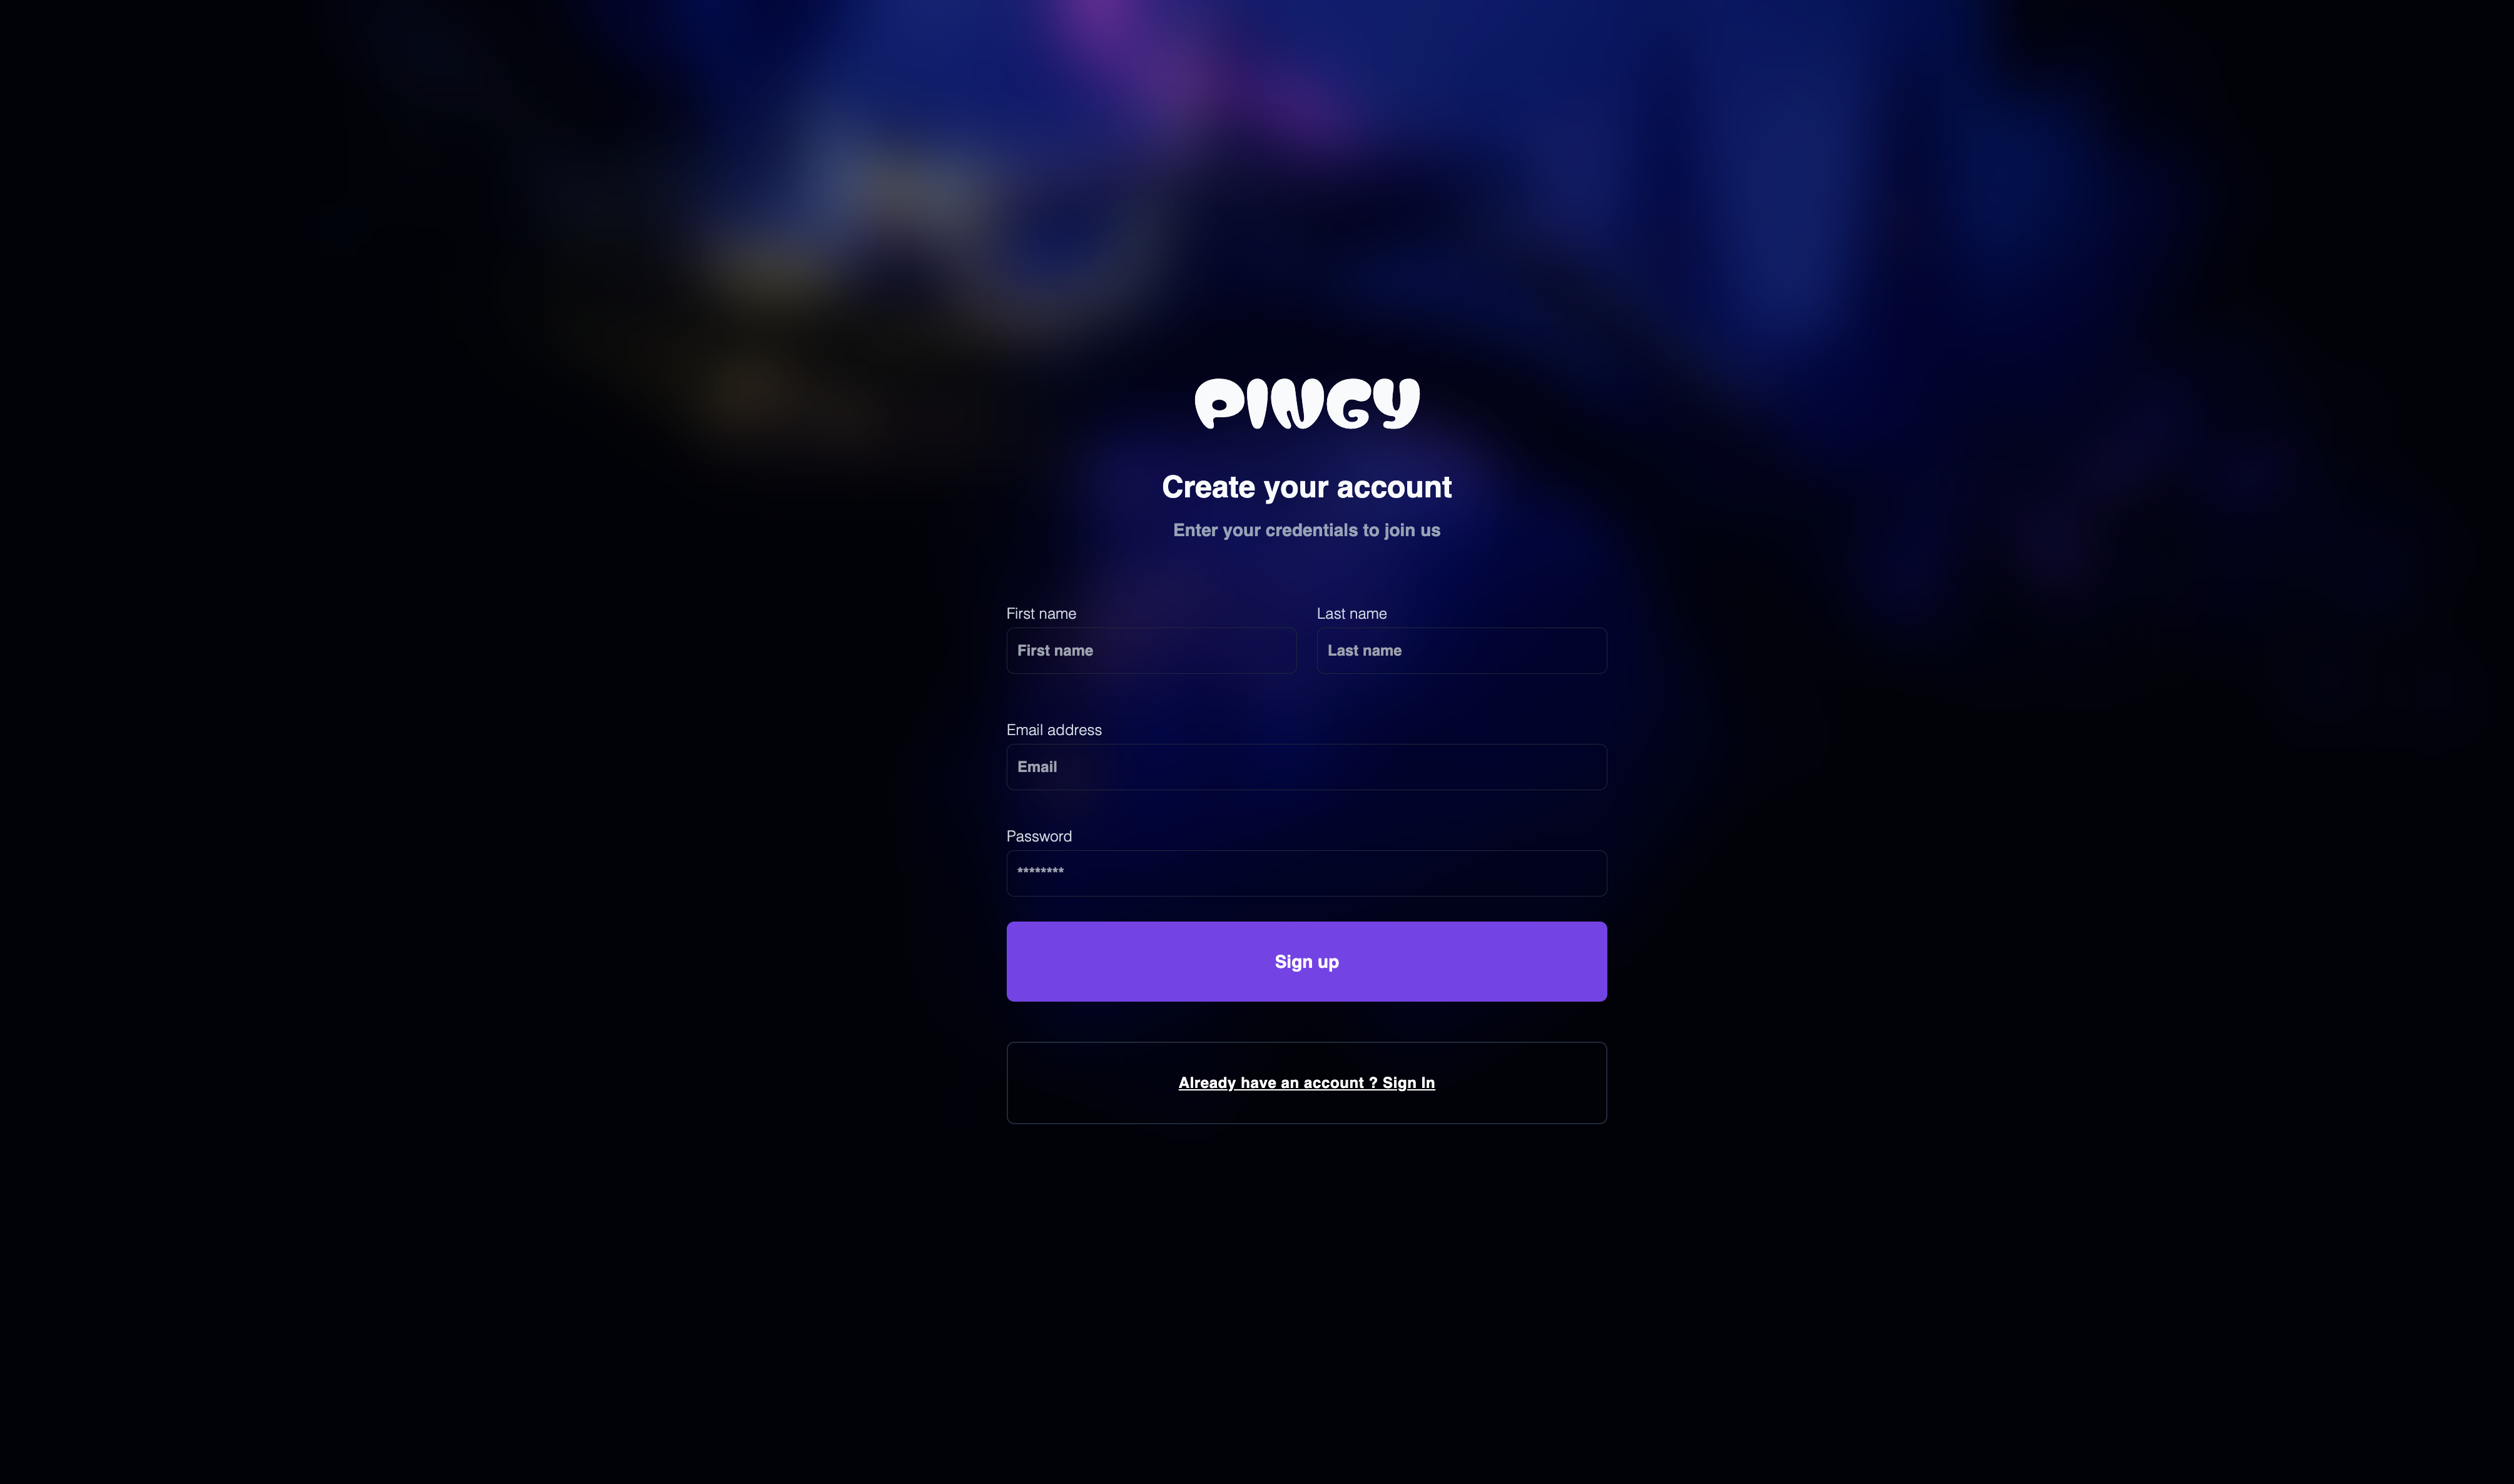 PINGY
Create your account
Enter your credentials to join us
First name Last name
First name Last name
Email address
Email
Password
********
Sign up
Already have an account ? Sign In